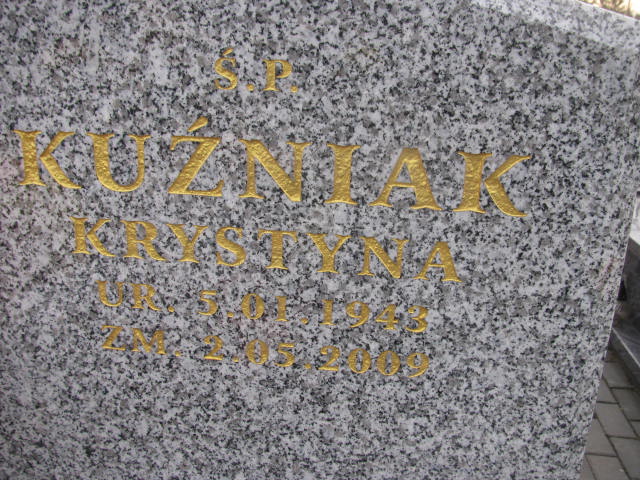 Ś.P.
KUŹNIAK
KRYSTYNA
UR. 5.01.1943
ZM. 2.05.2009